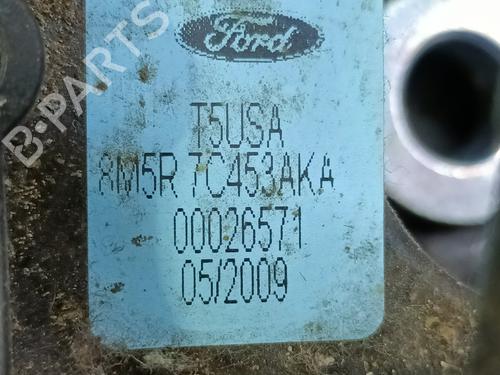 Ford
T5USA
8M5R 7C453AKA
00026571
05/2009
B-PARTS